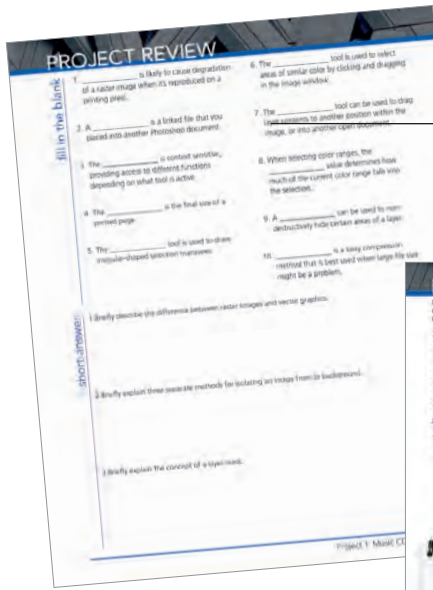 PROJECT REVIEW
fill in the blank
1. ____________ is likely to cause degradation
of a raster image when it's reproduced on a
printing press.
2. A ____________ is a linked file that you
placed into another Photoshop document.
3. The ____________ is context sensitive,
providing access to different functions
depending on what tool is active.
4. The ____________ is the final size of a
printed page.
5. The ____________ tool is used to draw
irregular-shaped selection marquees.
6. The ____________ tool is used to select
areas of similar color by clicking and dragging
in the image window.
7. The ____________ tool can be used to drag
layer contents to another position within the
image, or into another open document.
8. When selecting color ranges, the
____________ value determines how
much of the current color range falls into
the selection.
9. A ____________ can be used to non-
destructively hide certain areas of a layer.
10. ____________ is a lossy compression
method that is best used when large file size
might be a problem.
short answer
1. Briefly describe the difference between raster images and vector graphics.
2. Briefly explain three separate methods for isolating an image from its background.
3. Briefly explain the concept of a layer mask.
Project 1: Music CD